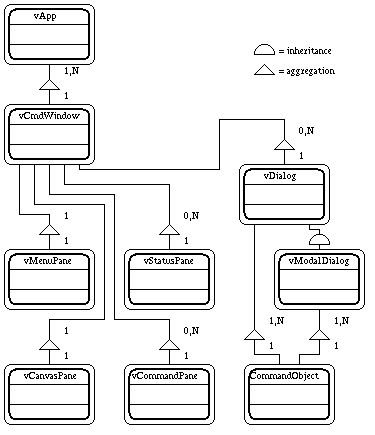 vApp
= inheritance
1,N
= aggregation
1
vCmdWindow
0,N
1
vDialog
1
0,N
1
1
vMenuPane
vStatusPane
vModalDialog
1
0,N
1,N
1,N
1
1
1
1
vCanvasPane
vCommandPane
CommandObject